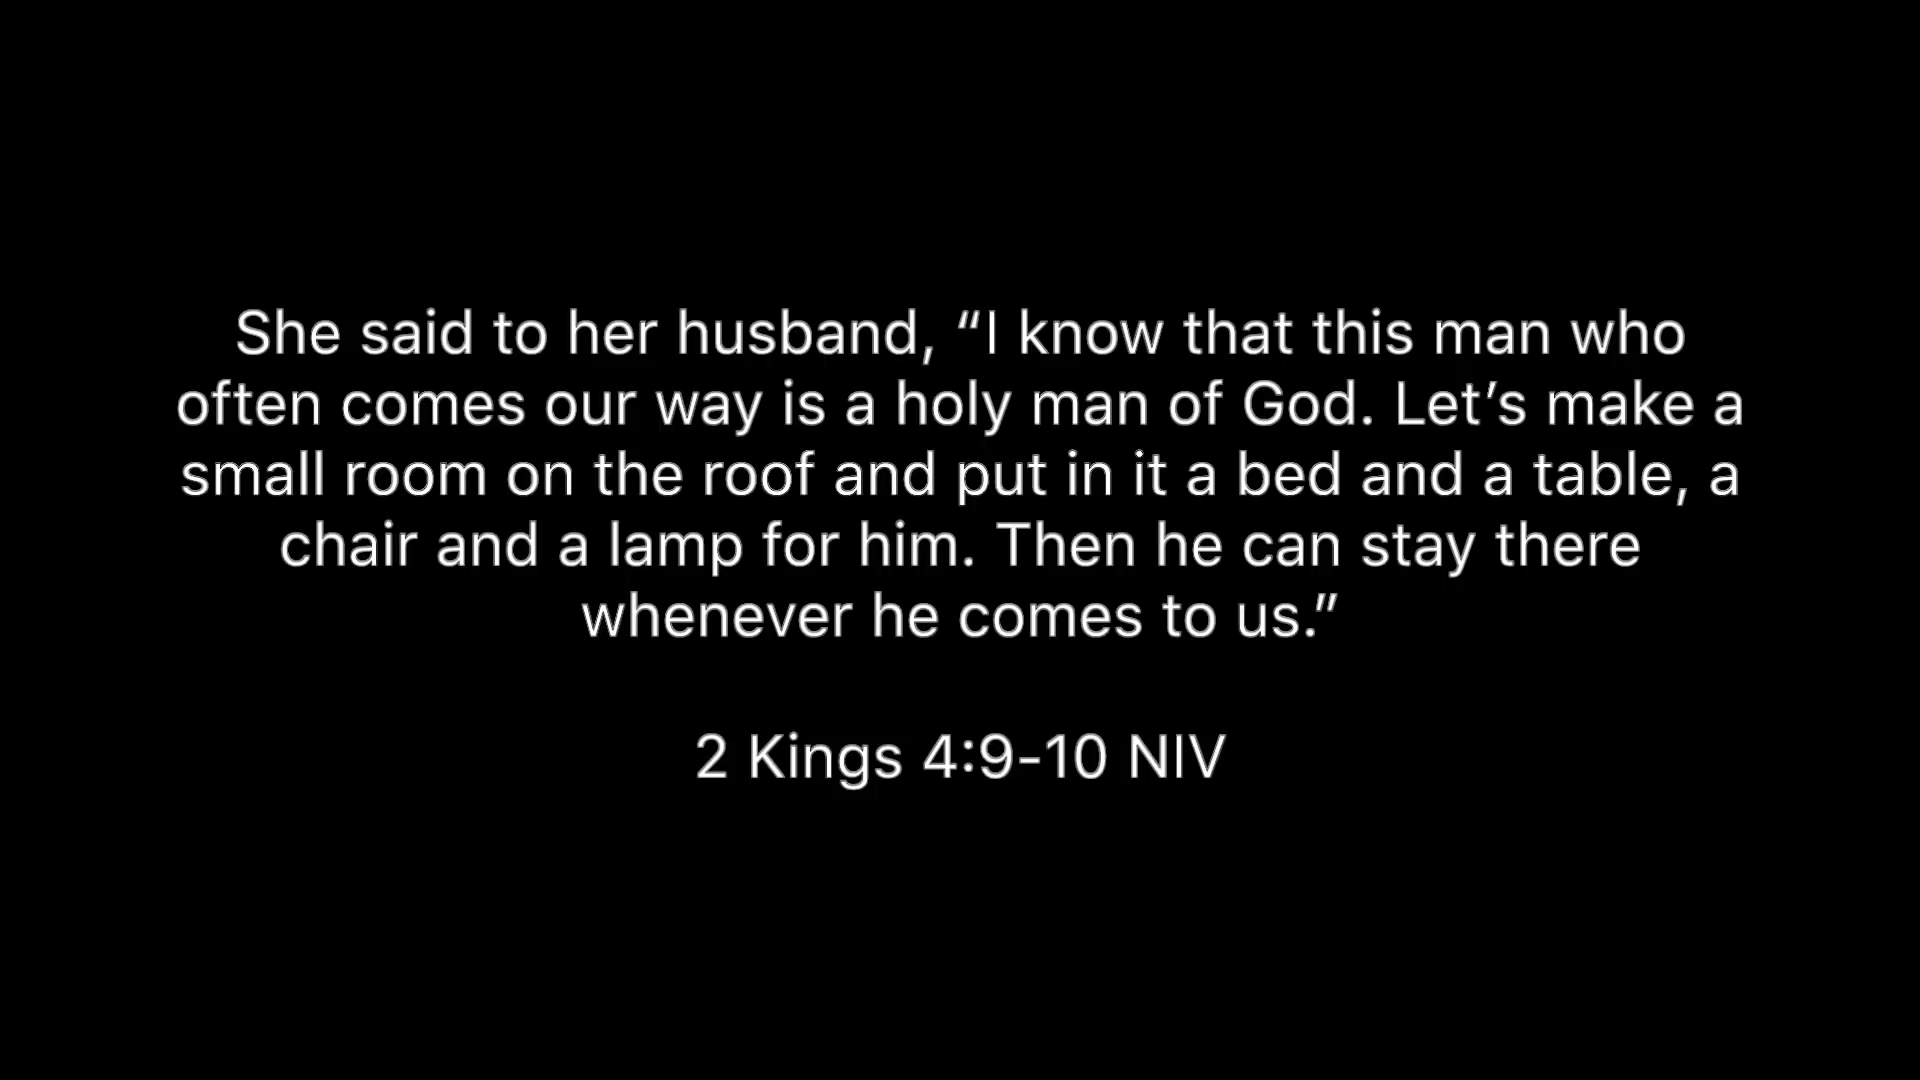 She said to her husband, “I know that this man who
often comes our way is a holy man of God. Let’s make a
small room on the roof and put in it a bed and a table, a
chair and a lamp for him. Then he can stay there
whenever he comes to us.”
2 Kings 4:9-10 NIV